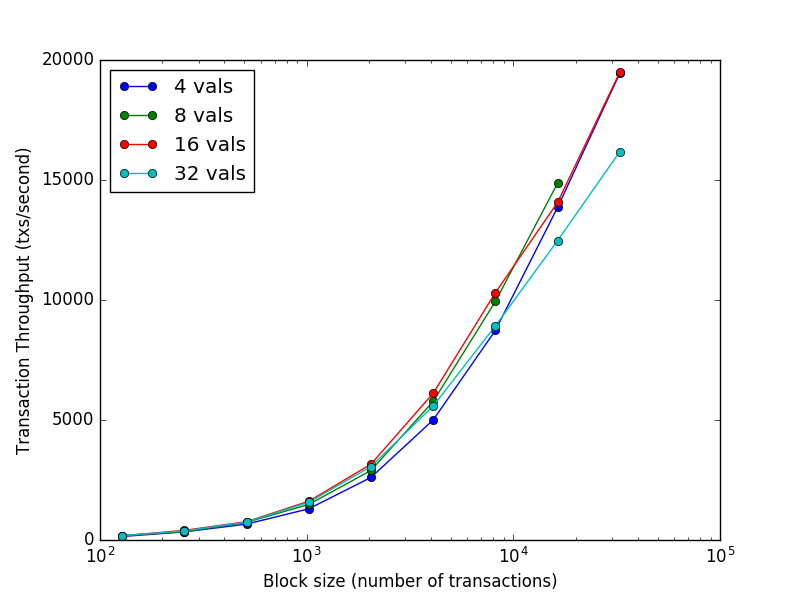 20000
15000
10000
5000
0
Transaction Throughput (txs/second)
4 vals
8 vals
16 vals
32 vals
10² 10³ 10⁴ 10⁵
Block size (number of transactions)